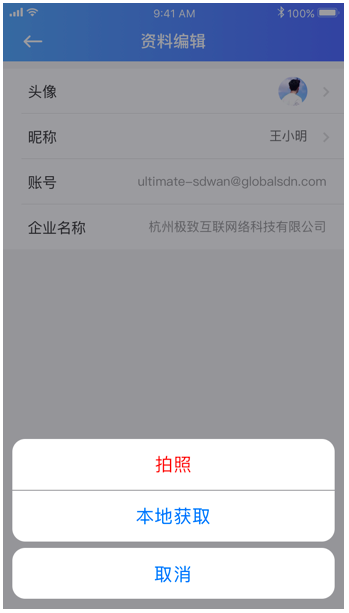 9:41 AM 100%
资料编辑
头像
昵称 王小明
账号 ultimate-sdwan@globalsdn.com
企业名称 杭州极致互联网络科技有限公司
拍照
本地获取
取消